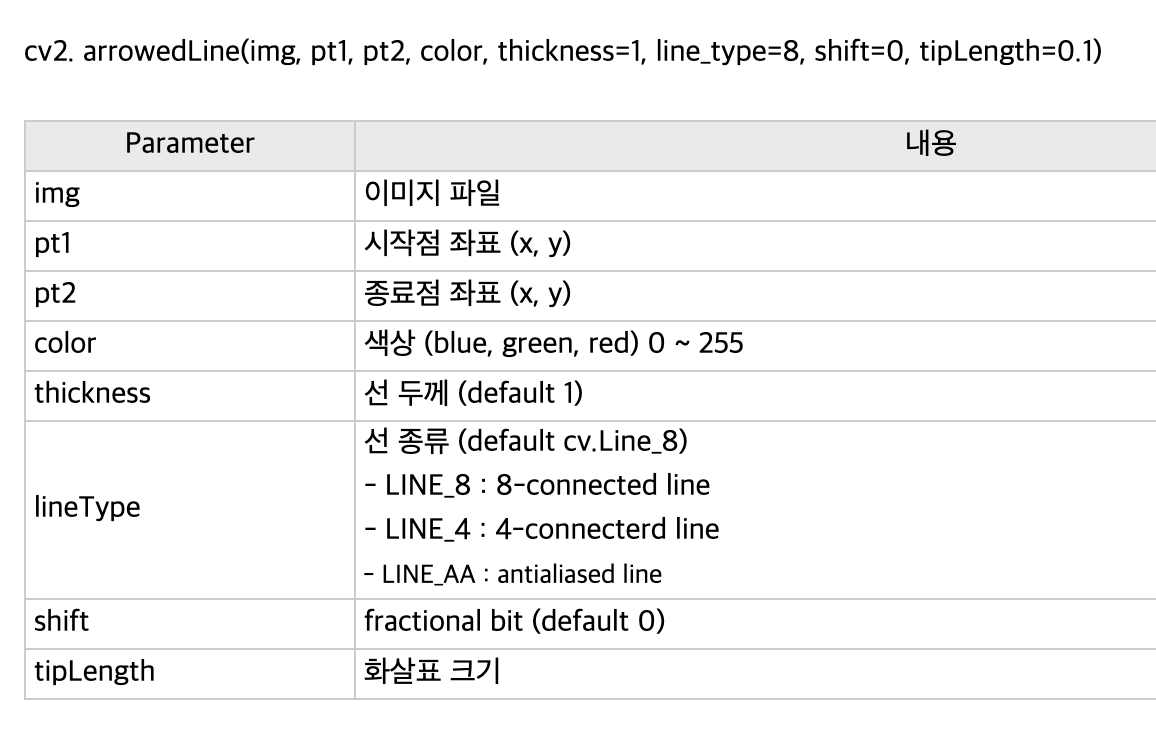 cv2. arrowedLine(img, pt1, pt2, color, thickness=1, line_type=8, shift=0, tipLength=0.1)
Parameter 내용
img 이미지 파일
pt1 시작점 좌표 (x, y)
pt2 종료점 좌표 (x, y)
color 색상 (blue, green, red) 0 ~ 255
thickness 선 두께 (default 1)
lineType 선 종류 (default cv.Line_8)
- LINE_8 : 8-connected line
- LINE_4 : 4-connecterd line
- LINE_AA : antialiased line
shift fractional bit (default 0)
tipLength 화살표 크기